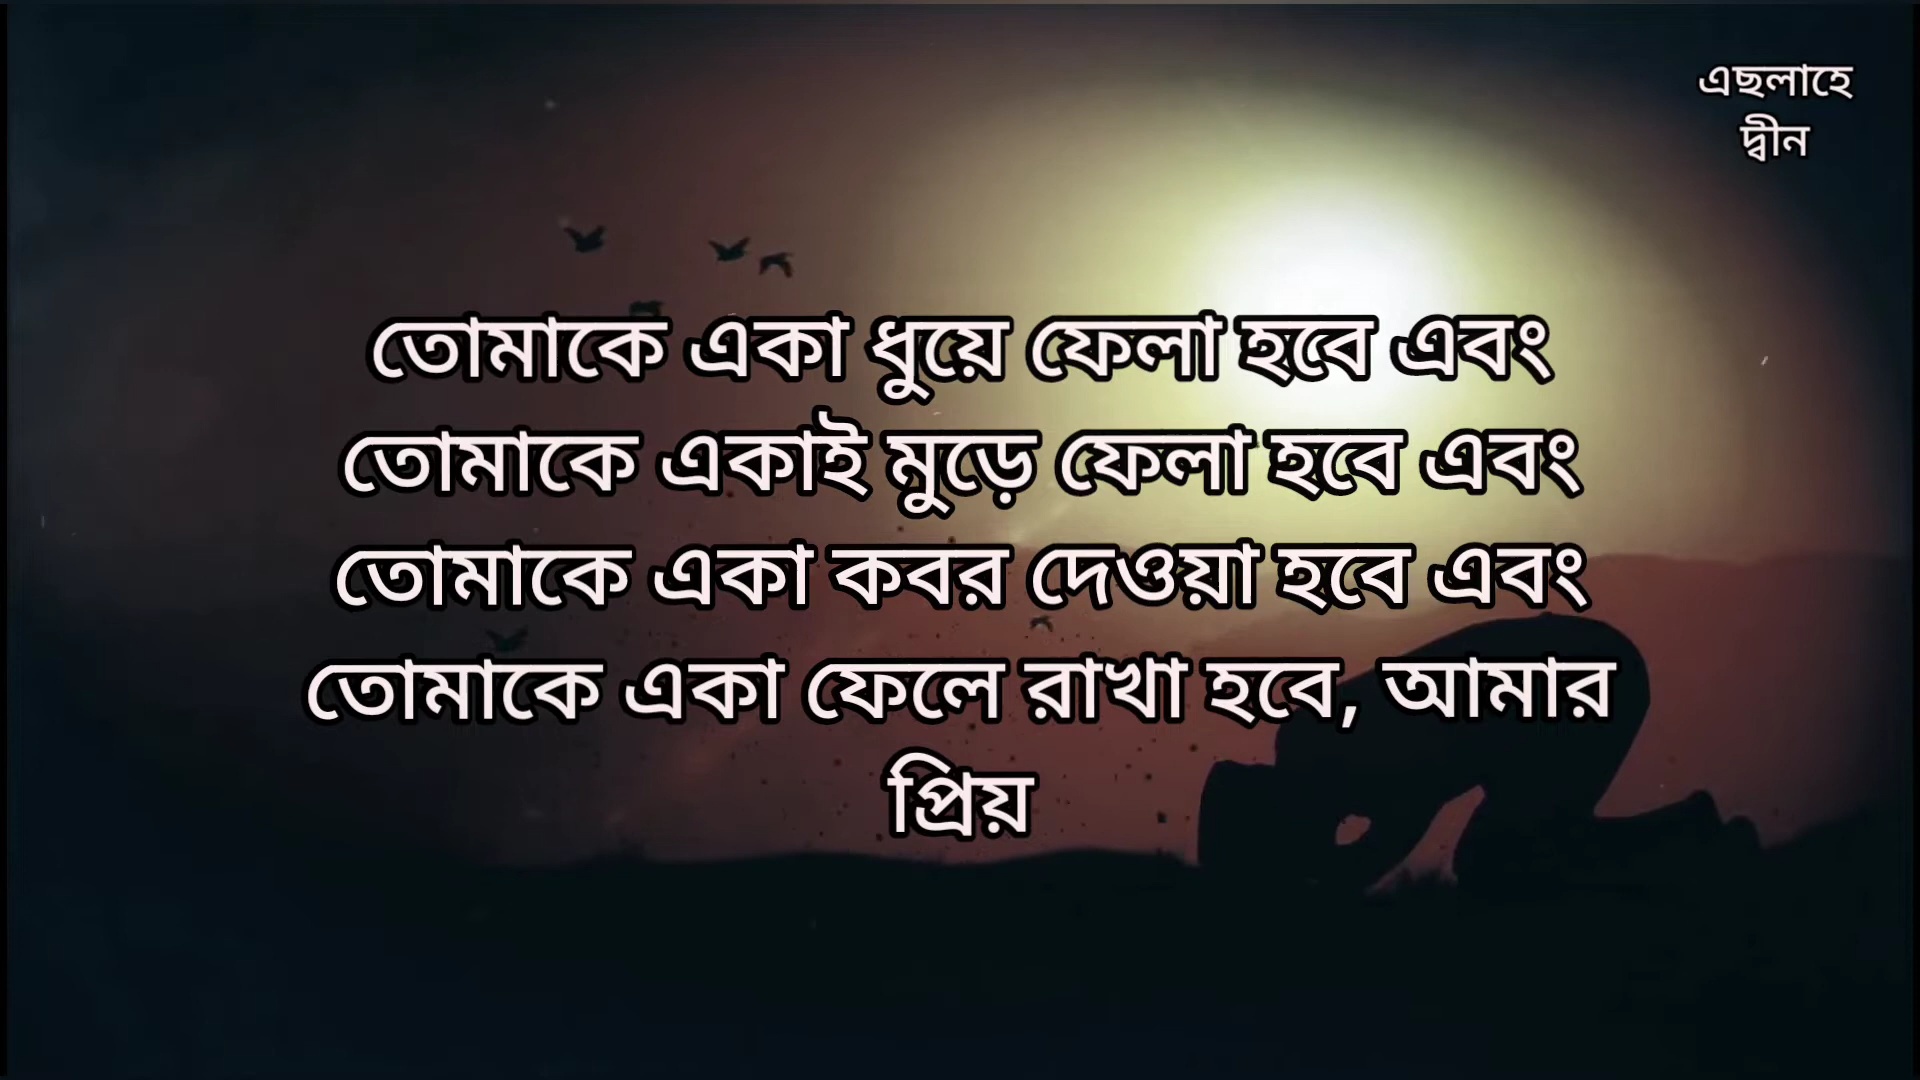 এছলাহে
দ্বীন
তোমাকে একা ধুয়ে ফেলা হবে এবং
তোমাকে একাই মুড়ে ফেলা হবে এবং
তোমাকে একা কবর দেওয়া হবে এবং
তোমাকে একা ফেলে রাখা হবে, আমার
প্রিয়